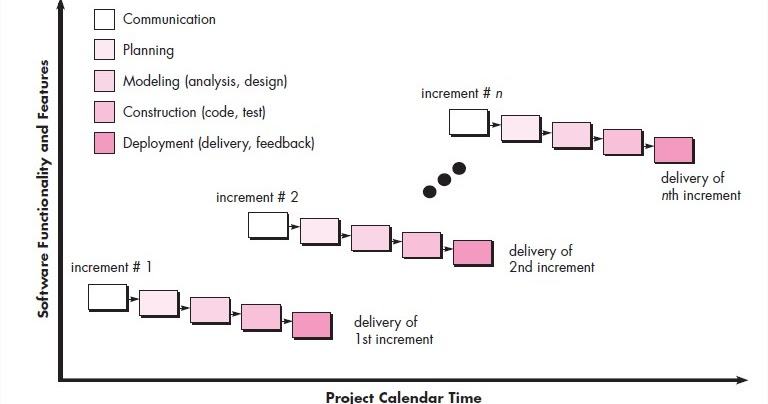 Communication
Planning
Modeling (analysis, design)
Construction (code, test)
Deployment (delivery, feedback)
Software Functionality and Features
increment # n
delivery of
nth increment
increment # 2
delivery of
2nd increment
increment # 1
delivery of
1st increment
Project Calendar Time